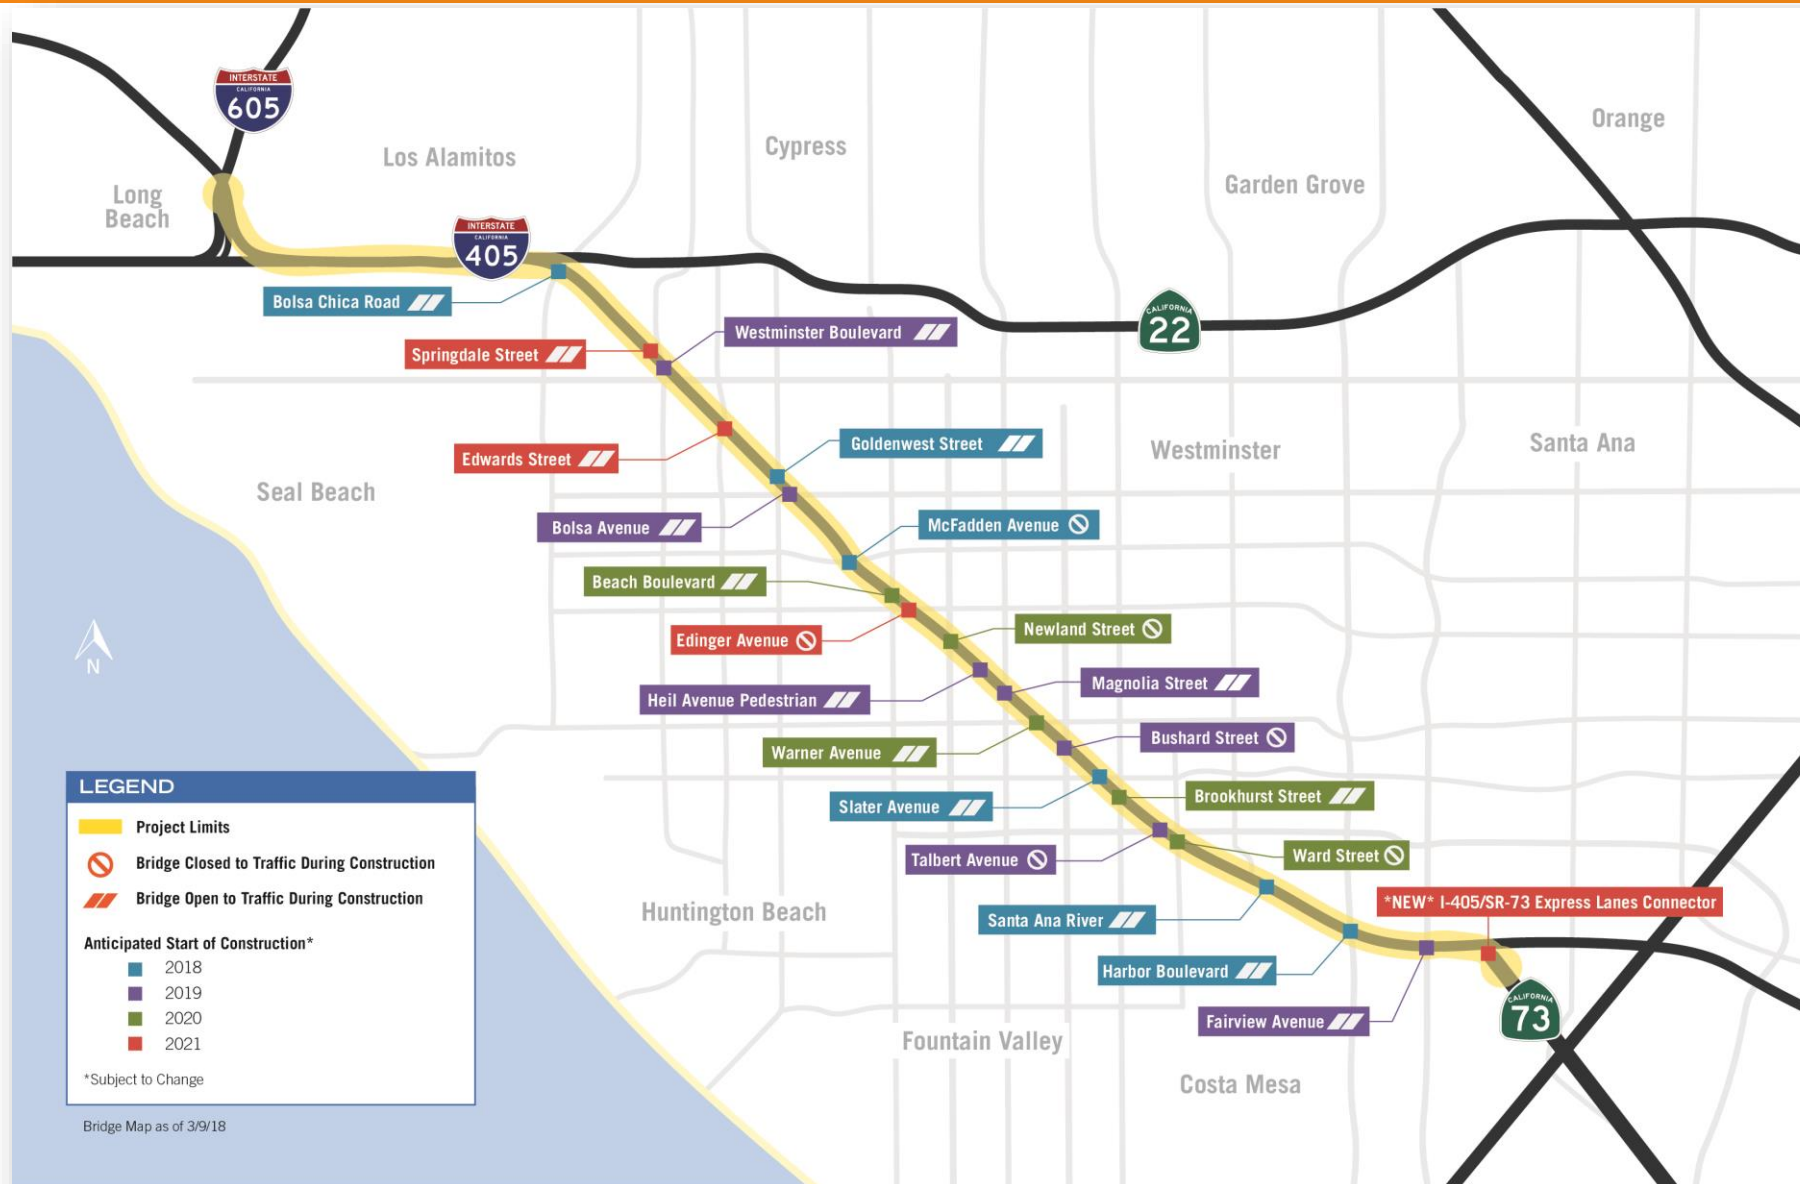 INTERSTATE
CALIFORNIA
605
Los Alamitos
Cypress
Orange
Garden Grove
Long
Beach
INTERSTATE
CALIFORNIA
405
Bolsa Chica Road
Westminster Boulevard
CALIFORNIA
22
Springdale Street
Goldenwest Street
Westminster
Santa Ana
Edwards Street
Seal Beach
Bolsa Avenue
McFadden Avenue
Beach Boulevard
Newland Street
Edinger Avenue
N
Magnolia Street
Heil Avenue Pedestrian
Bushard Street
Warner Avenue
Brookhurst Street
Slater Avenue
Ward Street
Talbert Avenue
*NEW* I-405/SR-73 Express Lanes Connector
Huntington Beach
Santa Ana River
Harbor Boulevard
CALIFORNIA
73
Fairview Avenue
Fountain Valley
Costa Mesa
LEGEND
Project Limits
Bridge Closed to Traffic During Construction
Bridge Open to Traffic During Construction
Anticipated Start of Construction*
2018
2019
2020
2021
*Subject to Change
Bridge Map as of 3/9/18